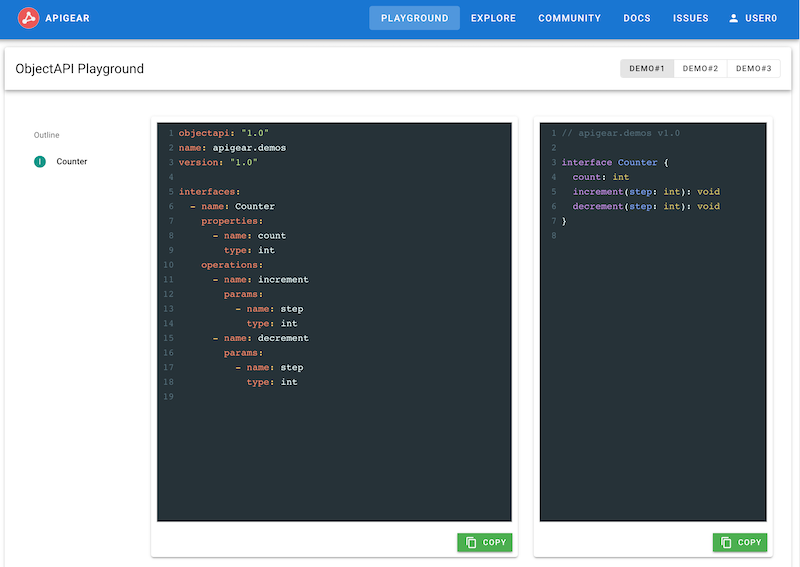 APIGEAR PLAYGROUND EXPLORE COMMUNITY DOCS ISSUES USER0
ObjectAPI Playground DEMO#1 DEMO#2 DEMO#3
Outline
I Counter
1 objectapi: "1.0"
2 name: apigear.demos
3 version: "1.0"
4
5 interfaces:
6   - name: Counter
7     properties:
8       - name: count
9         type: int
10     operations:
11       - name: increment
12         params:
13           - name: step
14             type: int
15       - name: decrement
16         params:
17           - name: step
18             type: int
19
COPY
1 // apigear.demos v1.0
2
3 interface Counter {
4   count: int
5   increment(step: int): void
6   decrement(step: int): void
7 }
8
COPY